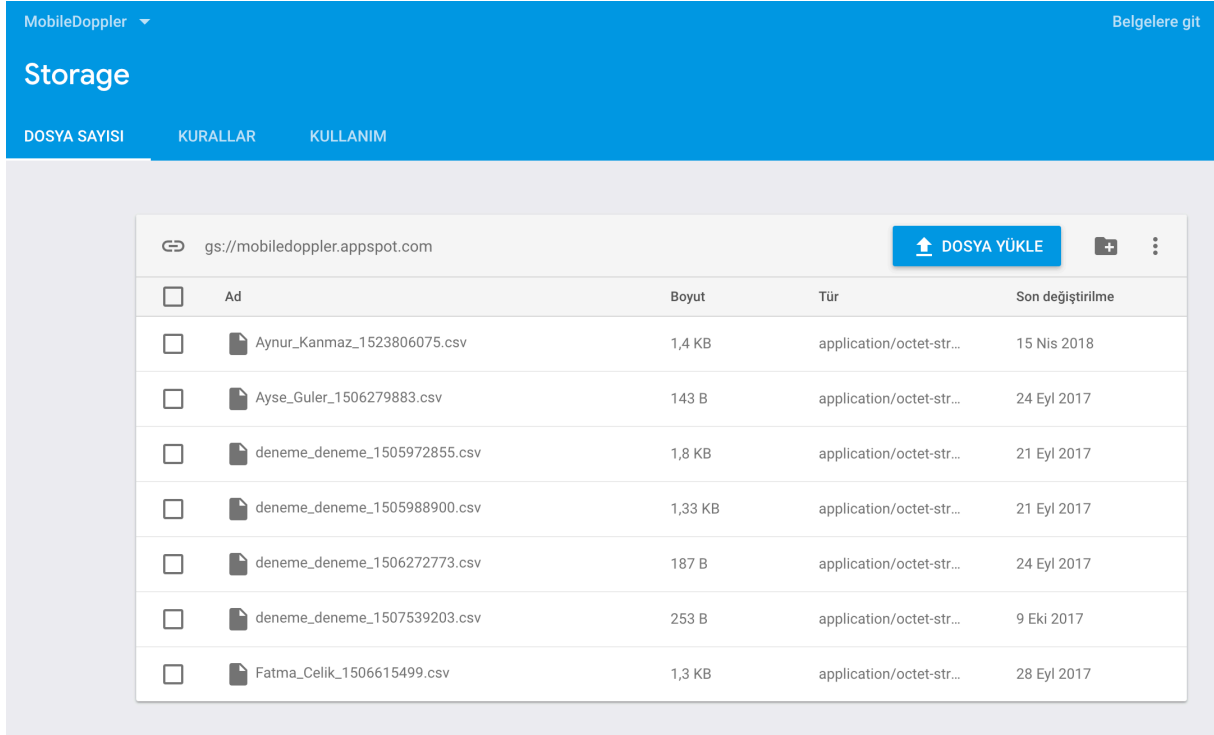 MobileDoppler
Belgelere git
Storage
DOSYA SAYISI KURALLAR KULLANIM
gs://mobiledoppler.appspot.com DOSYA YÜKLE
Ad Boyut Tür Son değiştirilme
Aynur_Kanmaz_1523806075.csv 1,4 KB application/octet-str... 15 Nis 2018
Ayse_Guler_1506279883.csv 143 B application/octet-str... 24 Eyl 2017
deneme_deneme_1505972855.csv 1,8 KB application/octet-str... 21 Eyl 2017
deneme_deneme_1505988900.csv 1,33 KB application/octet-str... 21 Eyl 2017
deneme_deneme_1506272773.csv 187 B application/octet-str... 24 Eyl 2017
deneme_deneme_1507539203.csv 253 B application/octet-str... 9 Eki 2017
Fatma_Celik_1506615499.csv 1,3 KB application/octet-str... 28 Eyl 2017